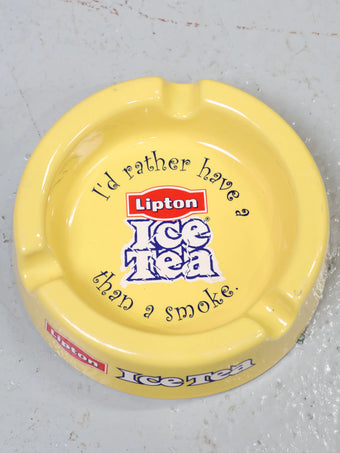 I'd rather have a
Lipton
Ice
Tea
than a smoke.
Lipton
Ice Tea